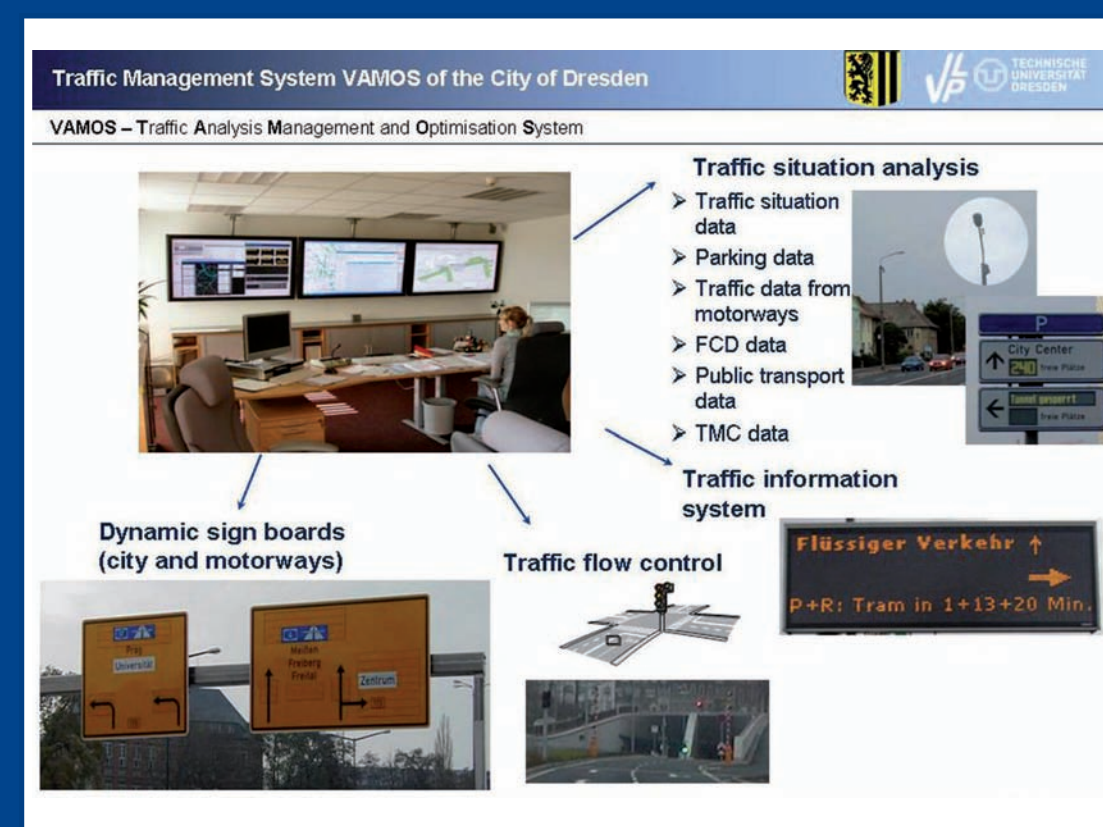 Traffic Management System VAMOS of the City of Dresden
TECHNISCHE
UNIVERSITÄT
DRESDEN
VAMOS – Traffic Analysis Management and Optimisation System
Traffic situation analysis
➢ Traffic situation
data
➢ Parking data
➢ Traffic data from
motorways
➢ FCD data
➢ Public transport
data
➢ TMC data
P
City Center
240 freie Plätze
Tunnel gesperrt
freie Plätze
Traffic information
system
Flüssiger Verkehr ↑
→
P+R: Tram in 1+13+20 Min.
Dynamic sign boards
(city and motorways)
Prag
Universität
Meißen
Freiberg
Freital
Zentrum
Traffic flow control